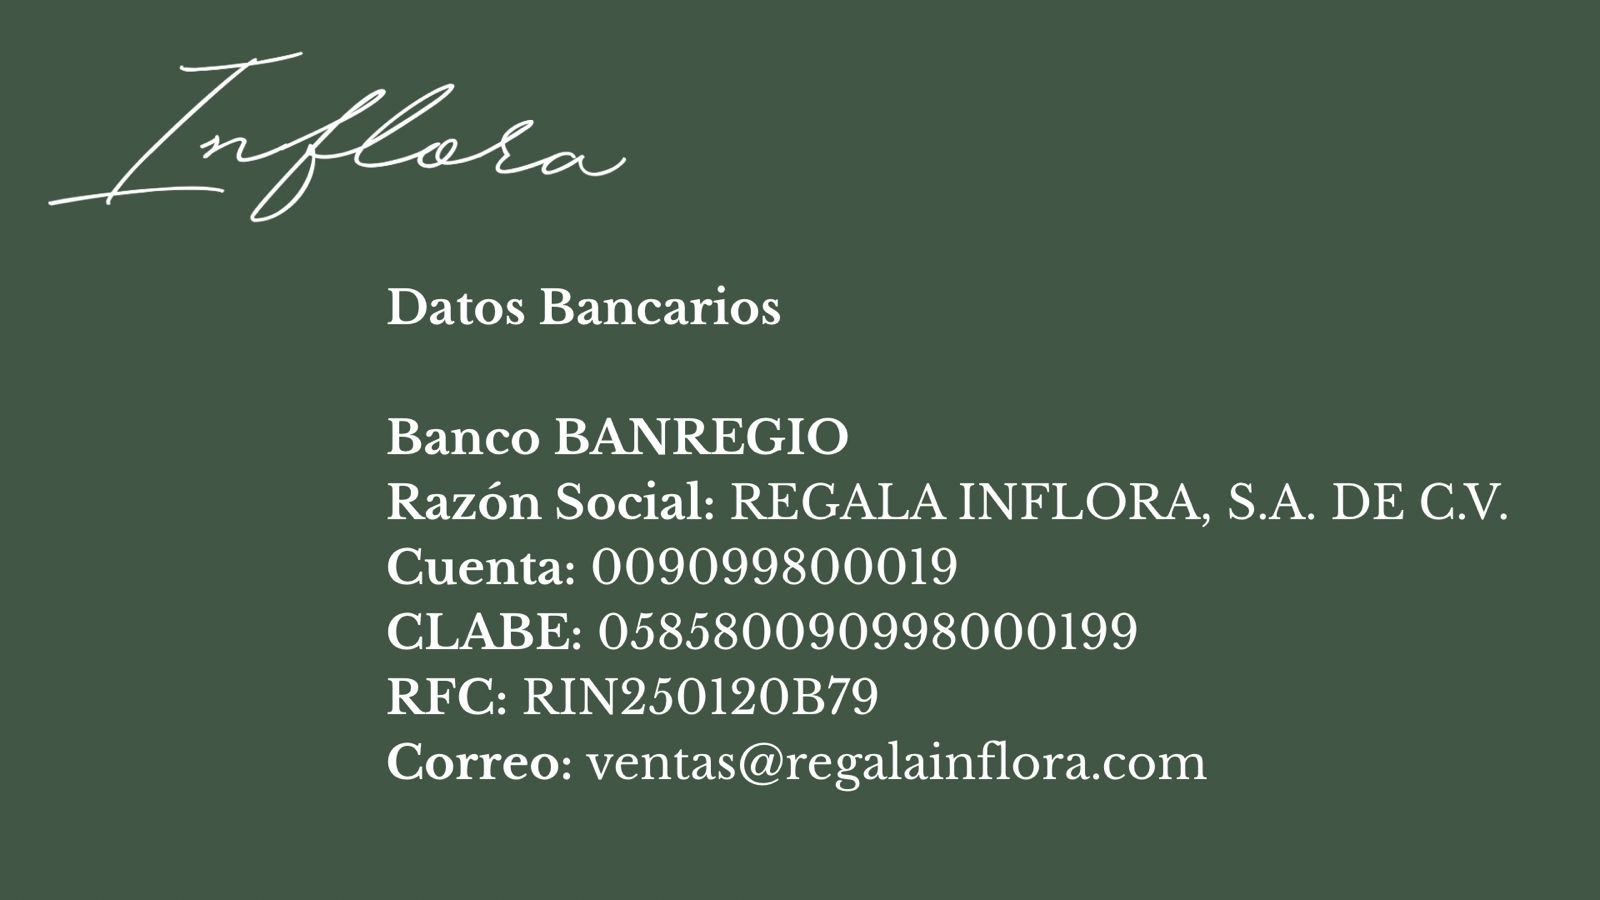 Inflora
Datos Bancarios
Banco BANREGIO
Razón Social: REGALA INFLORA, S.A. DE C.V.
Cuenta: 009099800019
CLABE: 058580090998000199
RFC: RIN250120B79
Correo: ventas@regalainflora.com